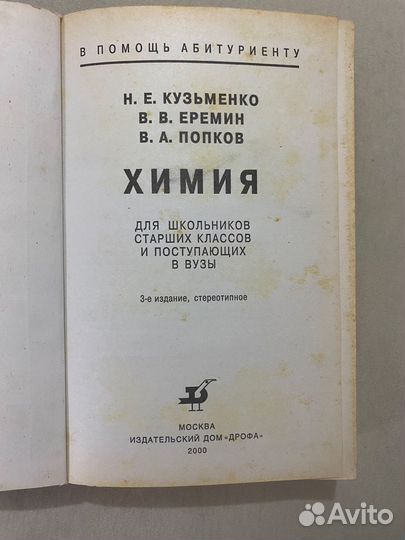 В ПОМОЩЬ АБИТУРИЕНТУ
Н. Е. КУЗЬМЕНКО
В. В. ЕРЕМИН
В. А. ПОПКОВ
ХИМИЯ
ДЛЯ ШКОЛЬНИКОВ
СТАРШИХ КЛАССОВ
И ПОСТУПАЮЩИХ
В ВУЗЫ
3-е издание, стереотипное
МОСКВА
ИЗДАТЕЛЬСКИЙ ДОМ «ДРОФА»
2000
Avito